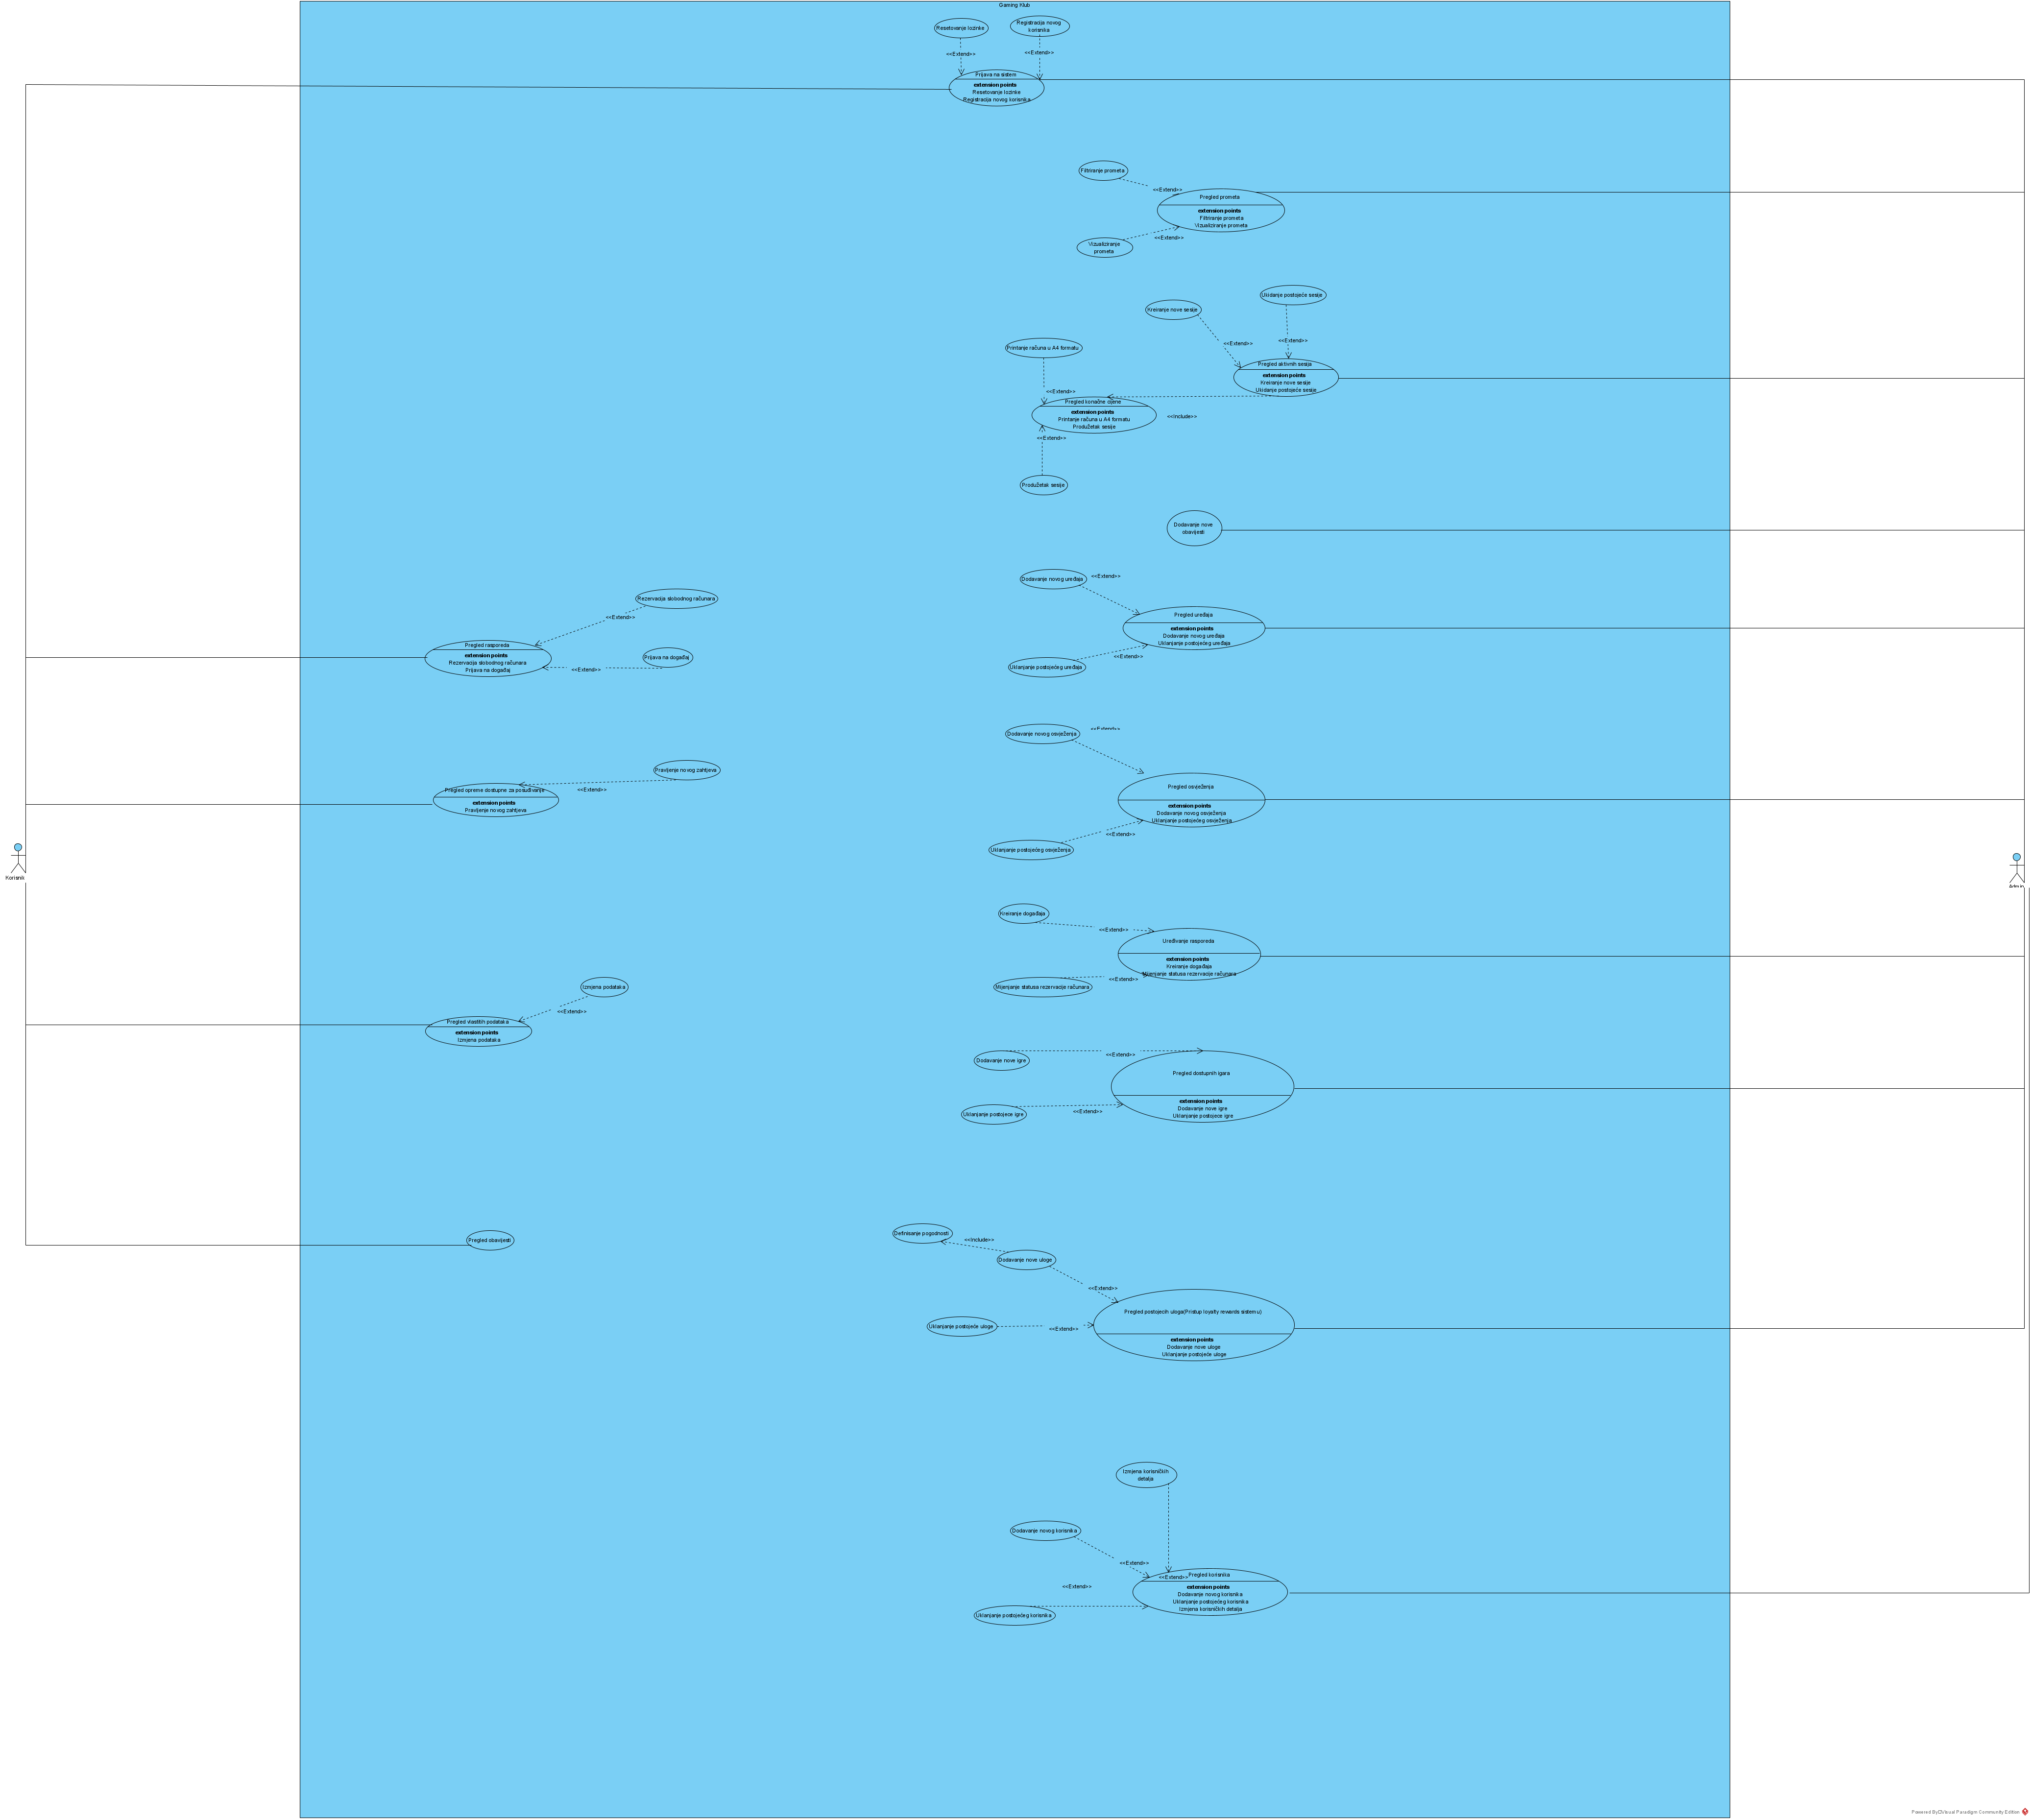 Gaming Klub
Resetovanje lozinke
Registracija novog
korisnika
<<Extend>>
<<Extend>>
Prijava na sistem
extension points
Resetovanje lozinke
Registracija novog korisnika
Filtriranje prometa
<<Extend>>
Pregled prometa
extension points
Filtriranje prometa
Vizualiziranje prometa
Vizualiziranje
prometa
<<Extend>>
Ukidanje postojeće sesije
Kreiranje nove sesije
<<Extend>>
<<Extend>>
Pregled aktivnih sesija
extension points
Kreiranje nove sesije
Ukidanje postojeće sesije
Printanje računa u A4 formatu
<<Extend>>
Pregled konačne cijene
extension points
Printanje računa u A4 formatu
Produžetak sesije
<<Include>>
<<Extend>>
Produžetak sesije
Dodavanje nove
obavijesti
Dodavanje novog uređaja
<<Extend>>
Pregled uređaja
extension points
Dodavanje novog uređaja
Uklanjanje postojećeg uređaja
<<Extend>>
Uklanjanje postojećeg uređaja
Rezervacija slobodnog računara
<<Extend>>
Pregled rasporeda
extension points
Rezervacija slobodnog računara
Prijava na događaj
Prijava na događaj
<<Extend>>
Dodavanje novog osvježenja
<<Extend>>
Pregled osvježenja
extension points
Dodavanje novog osvježenja
Uklanjanje postojećeg osvježenja
<<Extend>>
Uklanjanje postojećeg osvježenja
Pravljenje novog zahtjeva
<<Extend>>
Pregled opreme dostupne za posuđivanje
extension points
Pravljenje novog zahtjeva
Korisnik
Admin
Kreiranje događaja
<<Extend>>
Uređivanje rasporeda
extension points
Kreiranje događaja
Mijenjanje statusa rezervacije računara
<<Extend>>
Mijenjanje statusa rezervacije računara
Izmjena podataka
<<Extend>>
Pregled vlastitih podataka
extension points
Izmjena podataka
Dodavanje nove igre
<<Extend>>
Pregled dostupnih igara
extension points
Dodavanje nove igre
Uklanjanje postojece igre
<<Extend>>
Uklanjanje postojece igre
Pregled obavijesti
Definisanje pogodnosti
<<Include>>
Dodavanje nove uloge
<<Extend>>
Pregled postojecih uloga(Pristup loyalty rewards sistemu)
extension points
Dodavanje nove uloge
Uklanjanje postojeće uloge
Uklanjanje postojeće uloge
<<Extend>>
Izmjena korisničkih
detalja
Dodavanje novog korisnika
<<Extend>>
<<Extend>>
Pregled korisnika
extension points
Dodavanje novog korisnika
Uklanjanje postojećeg korisnika
Izmjena korisničkih detalja
<<Extend>>
Uklanjanje postojećeg korisnika
Powered By Visual Paradigm Community Edition